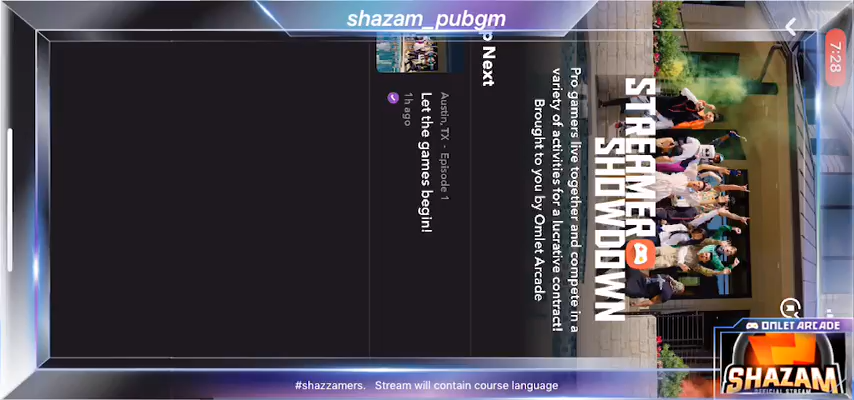 shazam_pubgm
7:28
STREAMER
SHOWDOWN
Pro gamers live together and compete in a
variety of activities for a lucrative contract!
Brought to you by Omlet Arcade
p Next
Austin, TX - Episode 1
Let the games begin!
1h ago
OMLET ARCADE
SHAZAM
OFFICIAL STREAM
#shazzamers. Stream will contain course language